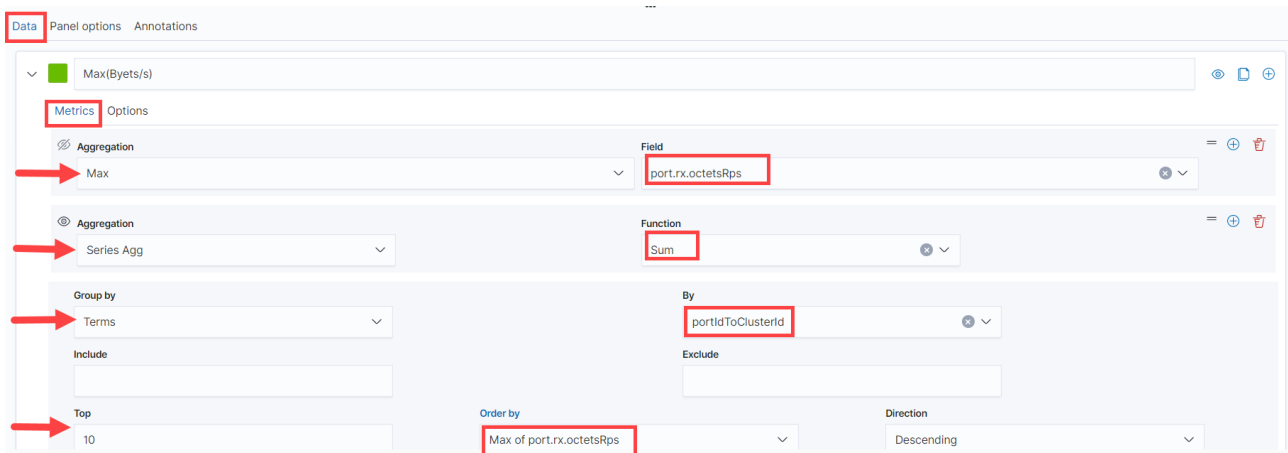 Data Panel options Annotations
Max(Byets/s)
Metrics Options
Aggregation Field
Max port.rx.octetsRps
Aggregation Function
Series Agg Sum
Group by By
Terms portIdToClusterId
Include Exclude
Top Order by Direction
10 Max of port.rx.octetsRps Descending